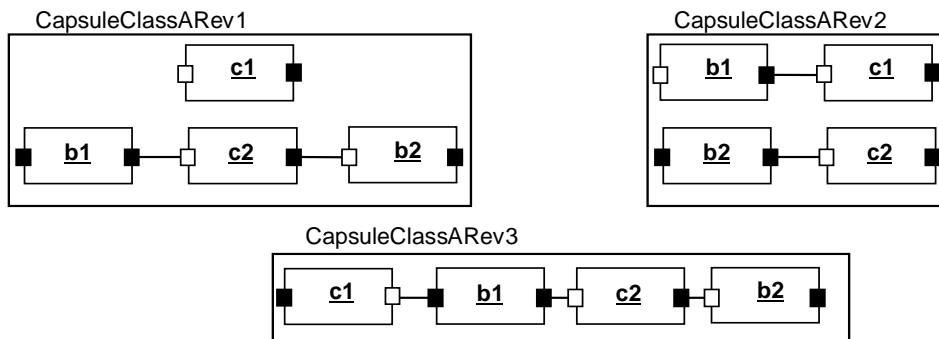 CapsuleClassARev1
c1
b1 c2 b2
CapsuleClassARev2
b1 c1
b2 c2
CapsuleClassARev3
c1 b1 c2 b2